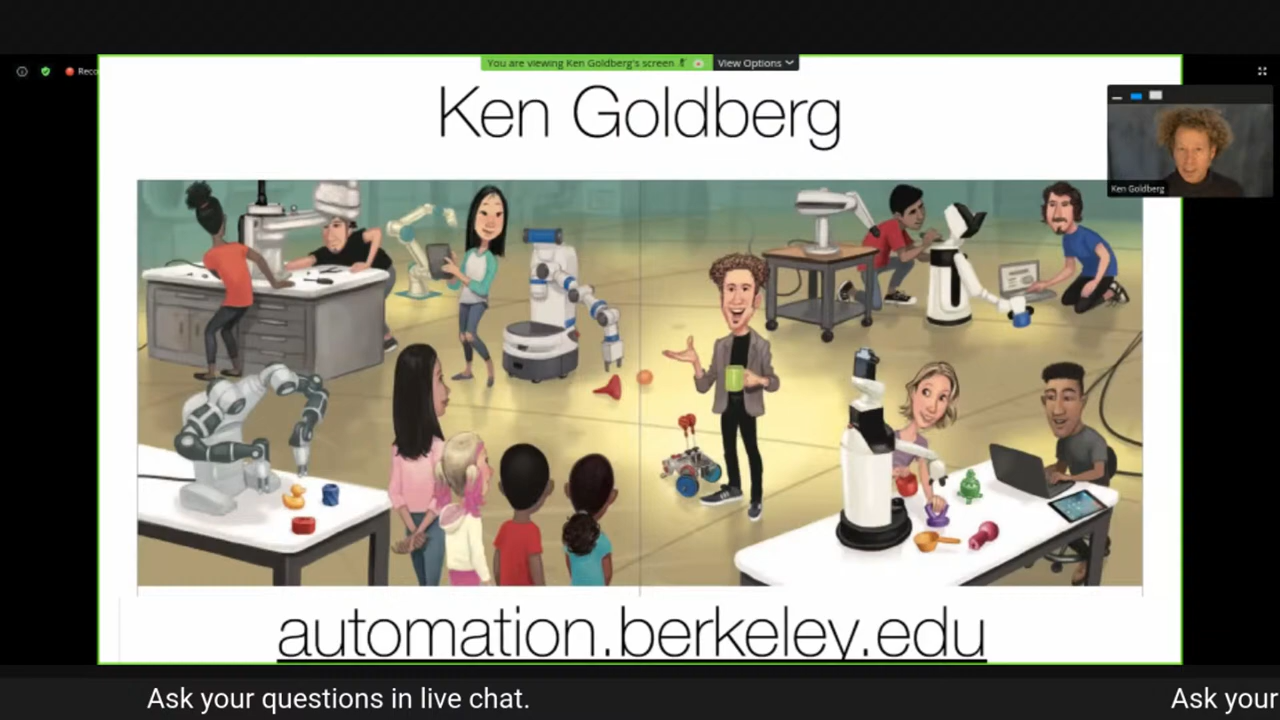 Reco
You are viewing Ken Goldberg's screen
View Options
Ken Goldberg
Ken Goldberg
automation.berkeley.edu
Ask your questions in live chat.
Ask your